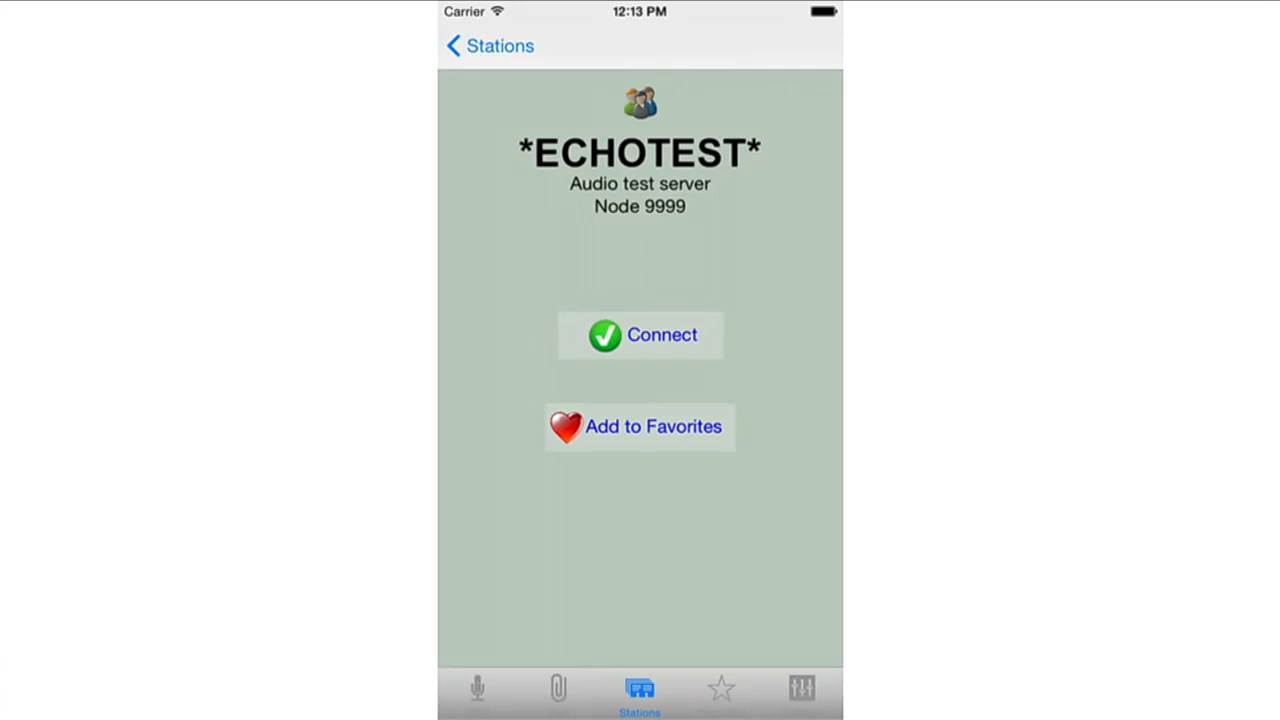 Carrier 12:13 PM
Stations
*ECHOTEST*
Audio test server
Node 9999
Connect
Add to Favorites
Stations